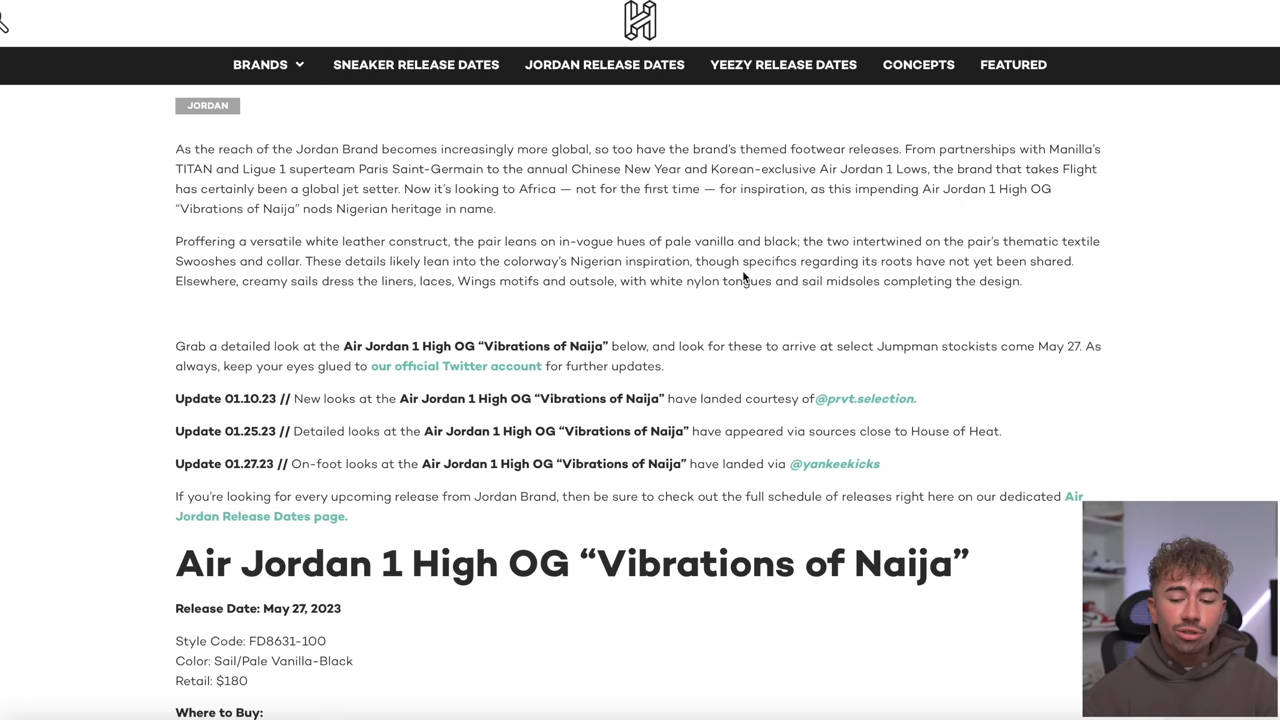 BRANDS SNEAKER RELEASE DATES JORDAN RELEASE DATES YEEZY RELEASE DATES CONCEPTS FEATURED
JORDAN
As the reach of the Jordan Brand becomes increasingly more global, so too have the brand's themed footwear releases. From partnerships with Manilla's
TITAN and Ligue 1 superteam Paris Saint-Germain to the annual Chinese New Year and Korean-exclusive Air Jordan 1 Lows, the brand that takes Flight
has certainly been a global jet setter. Now it's looking to Africa — not for the first time — for inspiration, as this impending Air Jordan 1 High OG
“Vibrations of Naija” nods Nigerian heritage in name.
Proffering a versatile white leather construct, the pair leans on in-vogue hues of pale vanilla and black; the two intertwined on the pair's thematic textile
Swooshes and collar. These details likely lean into the colorway's Nigerian inspiration, though specifics regarding its roots have not yet been shared.
Elsewhere, creamy sails dress the liners, laces, Wings motifs and outsole, with white nylon tongues and sail midsoles completing the design.
Grab a detailed look at the Air Jordan 1 High OG “Vibrations of Naija” below, and look for these to arrive at select Jumpman stockists come May 27. As
always, keep your eyes glued to our official Twitter account for further updates.
Update 01.10.23 // New looks at the Air Jordan 1 High OG “Vibrations of Naija” have landed courtesy of@prvt.selection.
Update 01.25.23 // Detailed looks at the Air Jordan 1 High OG “Vibrations of Naija” have appeared via sources close to House of Heat.
Update 01.27.23 // On-foot looks at the Air Jordan 1 High OG “Vibrations of Naija” have landed via @yankeekicks
If you're looking for every upcoming release from Jordan Brand, then be sure to check out the full schedule of releases right here on our dedicated Air
Jordan Release Dates page.
Air Jordan 1 High OG “Vibrations of Naija”
Release Date: May 27, 2023
Style Code: FD8631-100
Color: Sail/Pale Vanilla-Black
Retail: $180
Where to Buy: